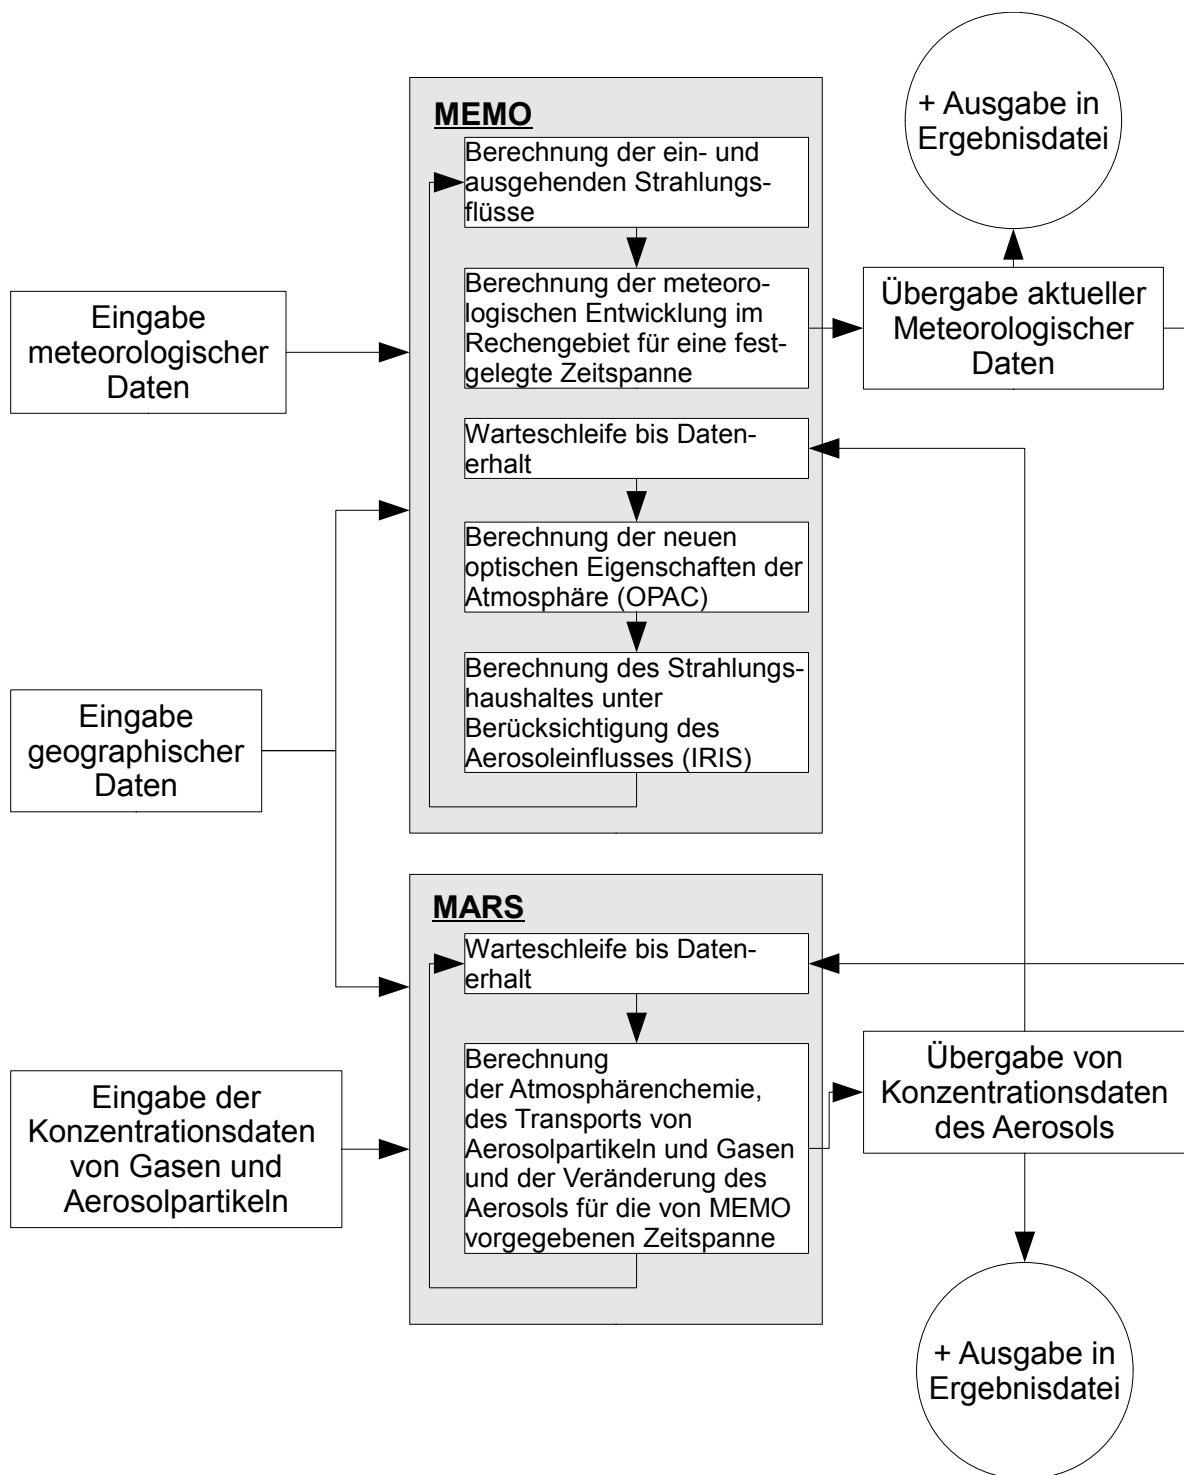 + Ausgabe in
Ergebnisdatei
MEMO
Berechnung der ein- und
ausgehenden Strahlungs-
flüsse
Berechnung der meteoro-
logischen Entwicklung im
Rechengebiet für eine fest-
gelegte Zeitspanne
Übergabe aktueller
Meteorologischer
Daten
Eingabe
meteorologischer
Daten
Warteschleife bis Daten-
erhalt
Berechnung der neuen
optischen Eigenschaften der
Atmosphäre (OPAC)
Berechnung des Strahlungs-
haushaltes unter
Berücksichtigung des
Aerosoleinflusses (IRIS)
Eingabe
geographischer
Daten
MARS
Warteschleife bis Daten-
erhalt
Berechnung
der Atmosphärenchemie,
des Transports von
Aerosolpartikeln und Gasen
und der Veränderung des
Aerosols für die von MEMO
vorgegebenen Zeitspanne
Übergabe von
Konzentrationsdaten
des Aerosols
Eingabe der
Konzentrationsdaten
von Gasen und
Aerosolpartikeln
+ Ausgabe in
Ergebnisdatei